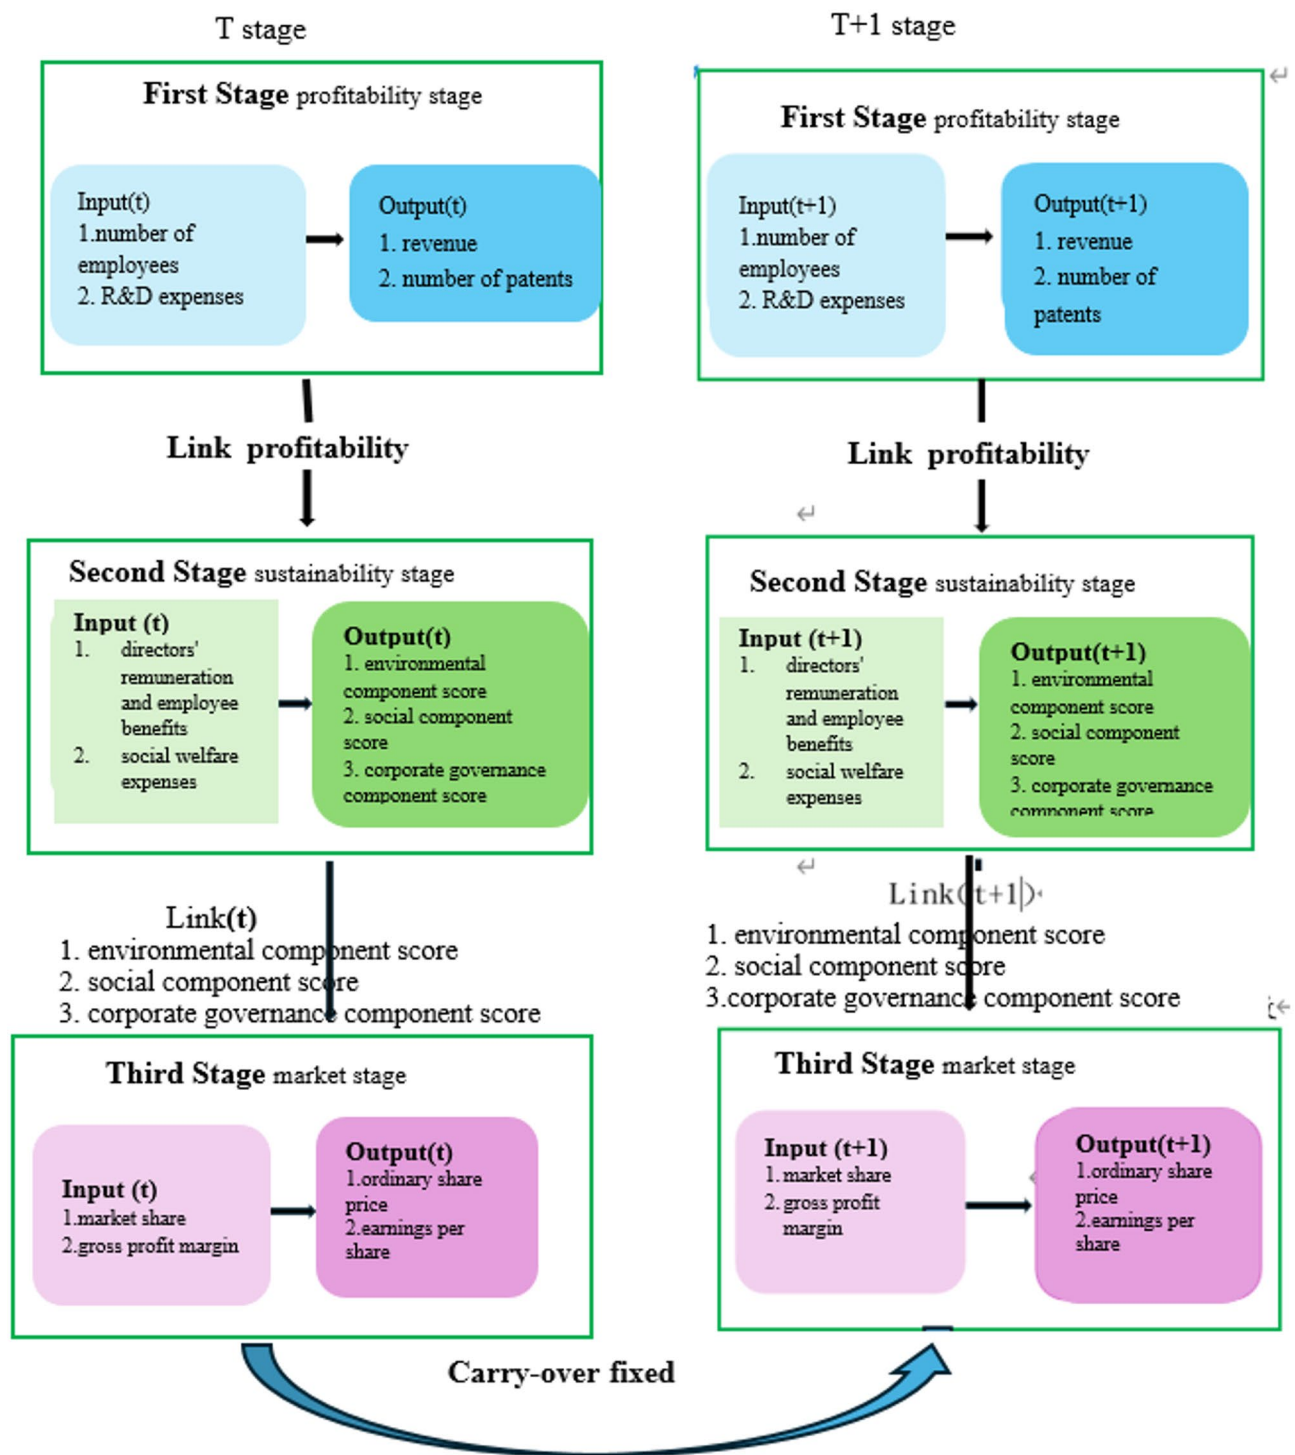 T stage
First Stage profitability stage
Input(t)
1.number of
employees
2. R&D expenses
Output(t)
1. revenue
2. number of patents
Link profitability
Second Stage sustainability stage
Input (t)
1. directors'
remuneration
and employee
benefits
2. social welfare
expenses
Output(t)
1. environmental
component score
2. social component
score
3. corporate governance
component score
Link(t)
1. environmental component score
2. social component score
3. corporate governance component score
Third Stage market stage
Input (t)
1.market share
2.gross profit margin
Output(t)
1.ordinary share
price
2.earnings per
share
T+1 stage
First Stage profitability stage
Input(t+1)
1.number of
employees
2. R&D expenses
Output(t+1)
1. revenue
2. number of
patents
Link profitability
Second Stage sustainability stage
Input (t+1)
1. directors'
remuneration
and employee
benefits
2. social welfare
expenses
Output(t+1)
1. environmental
component score
2. social component
score
3. corporate governance
component score
Link(t+1)
1. environmental component score
2. social component score
3.corporate governance component score
Third Stage market stage
Input (t+1)
1.market share
2. gross profit
margin
Output(t+1)
1.ordinary share
price
2.earnings per
share
Carry-over fixed